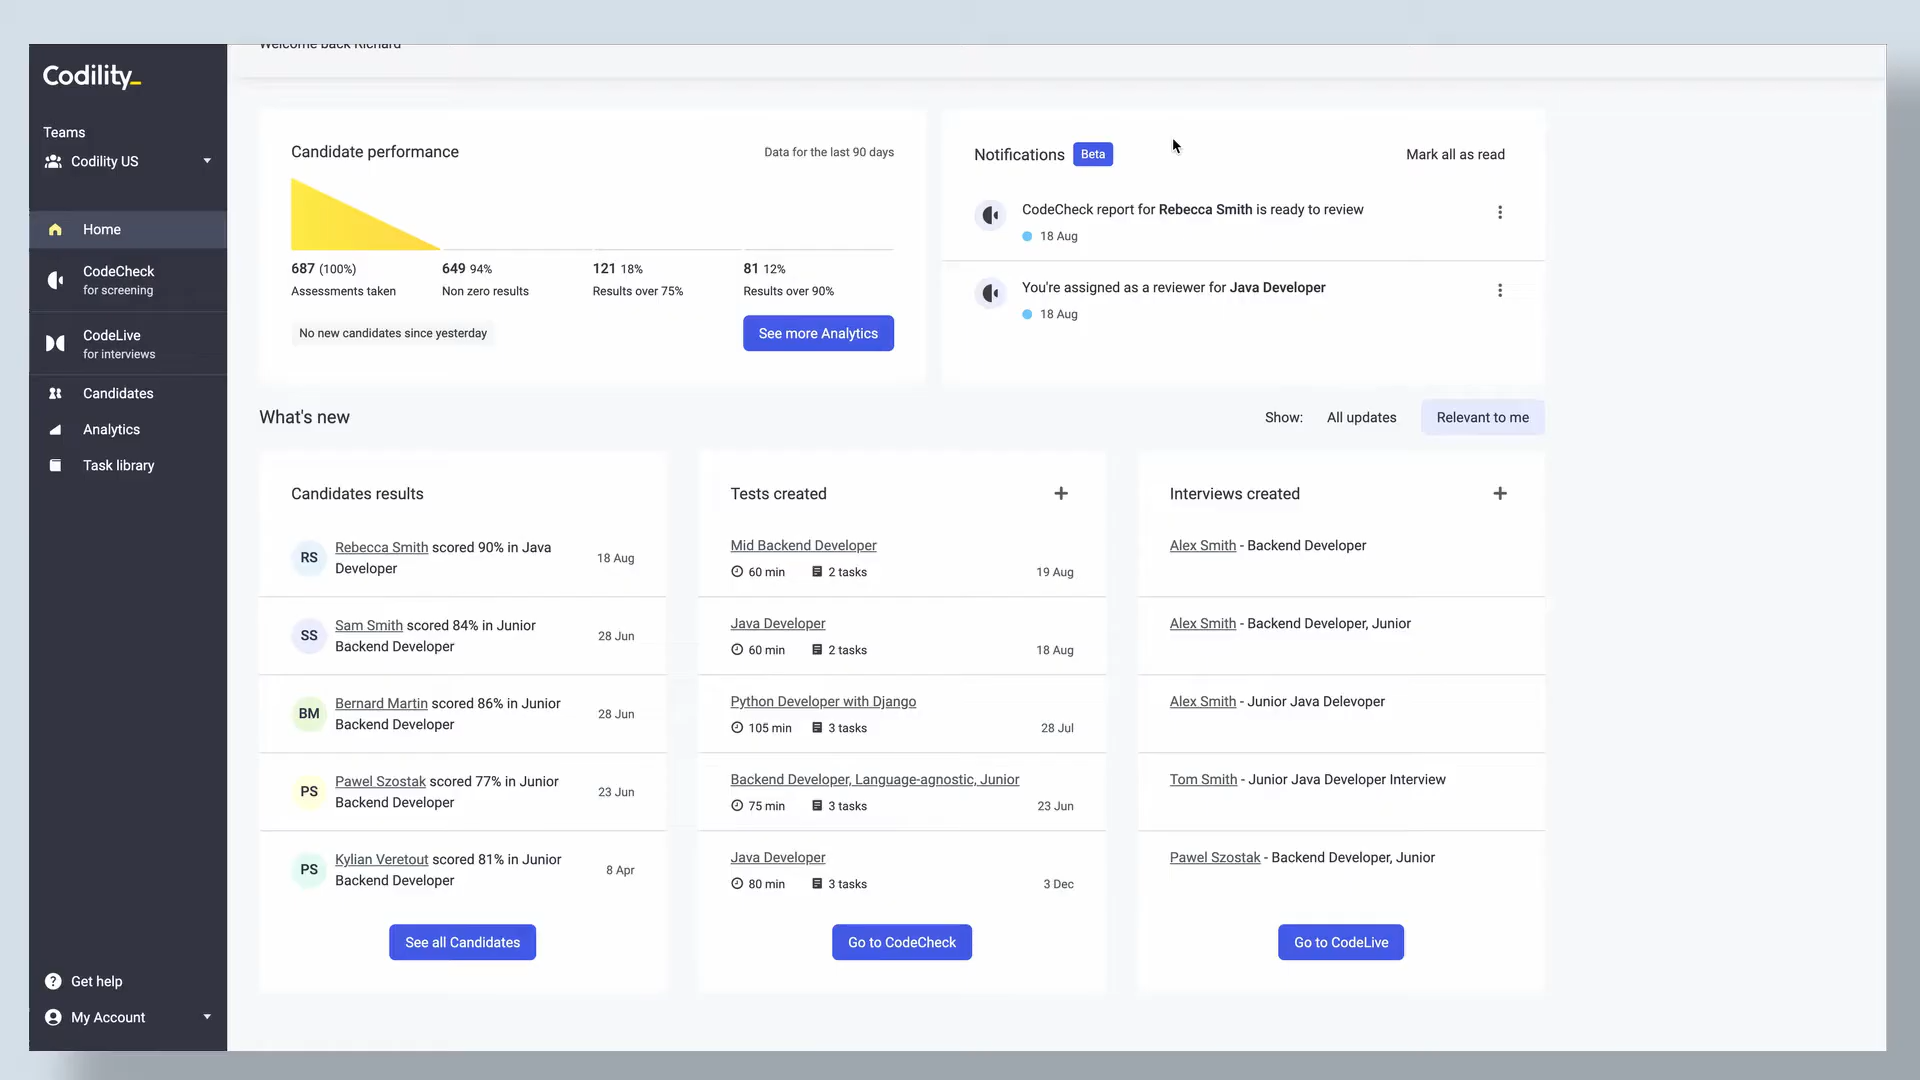 Welcome back Richard
Codility_
Teams
Codility US
Home
CodeCheck
for screening
CodeLive
for interviews
Candidates
Analytics
Task library
Get help
My Account
Candidate performance
Data for the last 90 days
687 (100%)
Assessments taken
649 94%
Non zero results
121 18%
Results over 75%
81 12%
Results over 90%
No new candidates since yesterday
See more Analytics
Notifications
Beta
Mark all as read
CodeCheck report for Rebecca Smith is ready to review
18 Aug
You're assigned as a reviewer for Java Developer
18 Aug
What's new
Show:
All updates
Relevant to me
Candidates results
RS
Rebecca Smith scored 90% in Java
Developer
18 Aug
SS
Sam Smith scored 84% in Junior
Backend Developer
28 Jun
BM
Bernard Martin scored 86% in Junior
Backend Developer
28 Jun
PS
Pawel Szostak scored 77% in Junior
Backend Developer
23 Jun
PS
Kylian Veretout scored 81% in Junior
Backend Developer
8 Apr
See all Candidates
Tests created
+
Mid Backend Developer
60 min
2 tasks
19 Aug
Java Developer
60 min
2 tasks
18 Aug
Python Developer with Django
105 min
3 tasks
28 Jul
Backend Developer, Language-agnostic, Junior
75 min
3 tasks
23 Jun
Java Developer
80 min
3 tasks
3 Dec
Go to CodeCheck
Interviews created
+
Alex Smith - Backend Developer
Alex Smith - Backend Developer, Junior
Alex Smith - Junior Java Delevoper
Tom Smith - Junior Java Developer Interview
Pawel Szostak - Backend Developer, Junior
Go to CodeLive